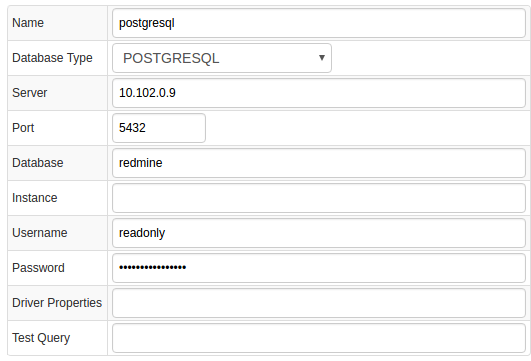 Name postgresql
Database Type POSTGRESQL
Server 10.102.0.9
Port 5432
Database redmine
Instance
Username readonly
Password ••••••••••••••••
Driver Properties
Test Query